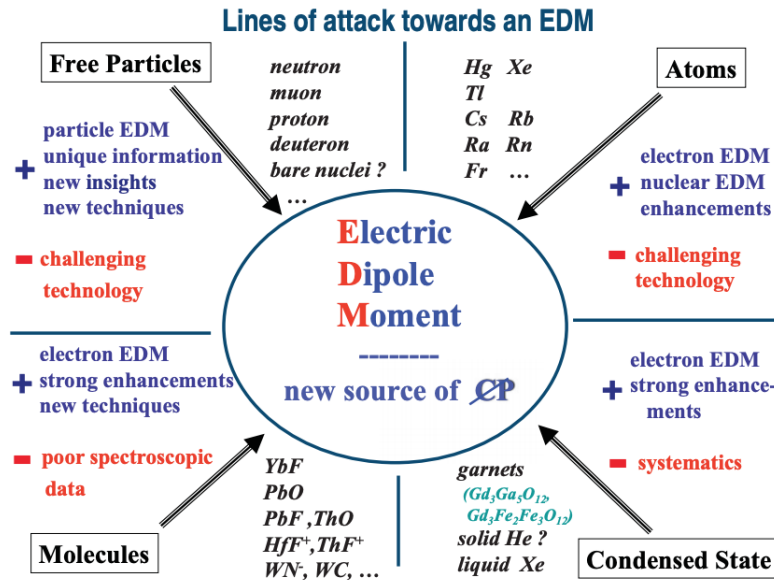 Lines of attack towards an EDM
Free Particles
neutron
muon
proton
deuteron
bare nuclei ?
...
Hg Xe
Tl
Cs Rb
Ra Rn
Fr ...
Atoms
+
particle EDM
unique information
new insights
new techniques
- challenging
technology
+
electron EDM
nuclear EDM
enhancements
- challenging
technology
Electric
Dipole
Moment
--------
new source of CP
+
electron EDM
strong enhancements
new techniques
- poor spectroscopic
data
Molecules
YbF
PbO
PbF ,ThO
HfF⁺,ThF⁺
WN⁻, WC, ...
garnets
(Gd₃Ga₅O₁₂,
Gd₃Fe₂Fe₃O₁₂)
solid He ?
liquid Xe
+
electron EDM
strong enhance-
ments
- systematics
Condensed State